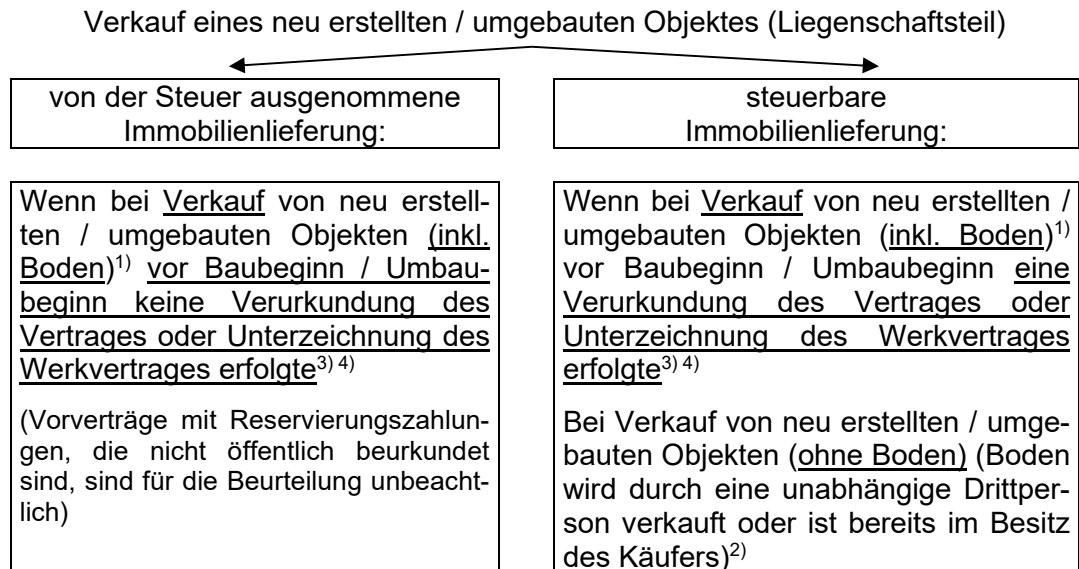 Verkauf eines neu erstellten / umgebauten Objektes (Liegenschaftsteil)
von der Steuer ausgenommene
Immobilienlieferung:
steuerbare
Immobilienlieferung:
Wenn bei Verkauf von neu erstell-
ten / umgebauten Objekten (inkl.
Boden)1) vor Baubeginn / Umbau-
beginn keine Verurkundung des
Vertrages oder Unterzeichnung des
Werkvertrages erfolgte3) 4)
(Vorverträge mit Reservierungszahlun-
gen, die nicht öffentlich beurkundet
sind, sind für die Beurteilung unbeacht-
lich)
Wenn bei Verkauf von neu erstellten /
umgebauten Objekten (inkl. Boden)1)
vor Baubeginn / Umbaubeginn eine
Verurkundung des Vertrages oder
Unterzeichnung des Werkvertrages
erfolgte3) 4)
Bei Verkauf von neu erstellten / umge-
bauten Objekten (ohne Boden) (Boden
wird durch eine unabhängige Drittper-
son verkauft oder ist bereits im Besitz
des Käufers)2)